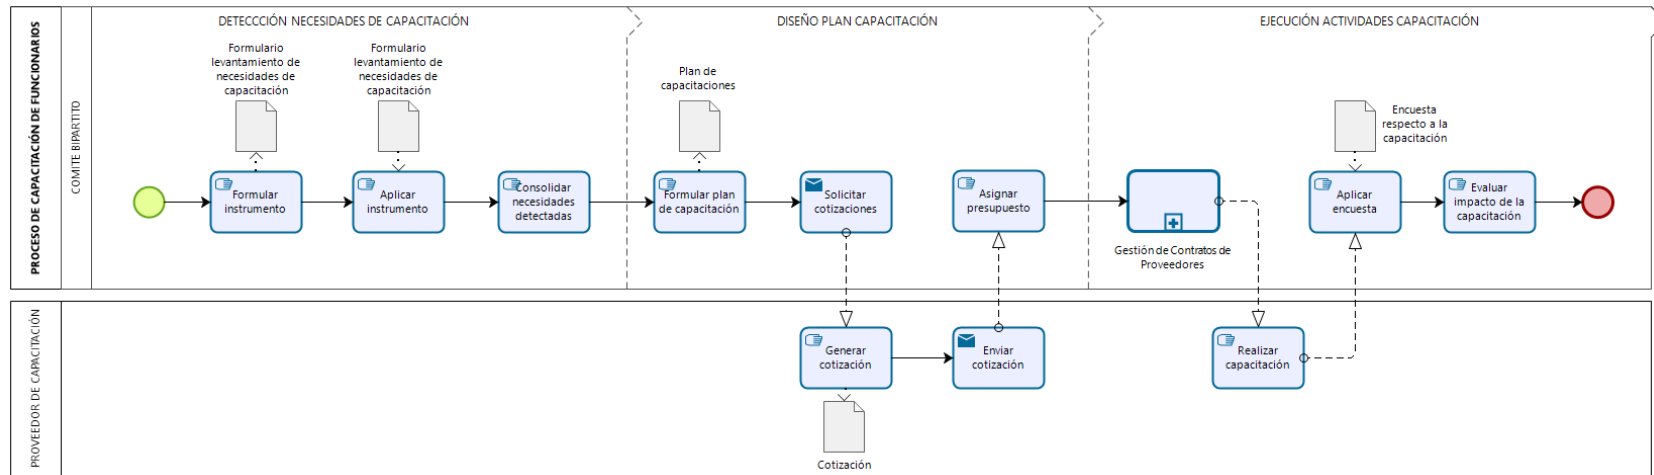 PROCESO DE CAPACITACIÓN DE FUNCIONARIOS
COMITE BIPARTITO
DETECCCIÓN NECESIDADES DE CAPACITACIÓN
DISEÑO PLAN CAPACITACIÓN
EJECUCIÓN ACTIVIDADES CAPACITACIÓN
Formulario
levantamiento de
necesidades de
capacitación
Formulario
levantamiento de
necesidades de
capacitación
Plan de
capacitaciones
Encuesta
respecto a la
capacitación
Formular
instrumento
Aplicar
instrumento
Consolidar
necesidades
detectadas
Formular plan
de capacitación
Solicitar
cotizaciones
Asignar
presupuesto
Gestión de Contratos de
Proveedores
Aplicar
encuesta
Evaluar
impacto de la
capacitación
PROVEEDOR DE CAPACITACIÓN
Generar
cotización
Enviar
cotización
Realizar
capacitación
Cotización